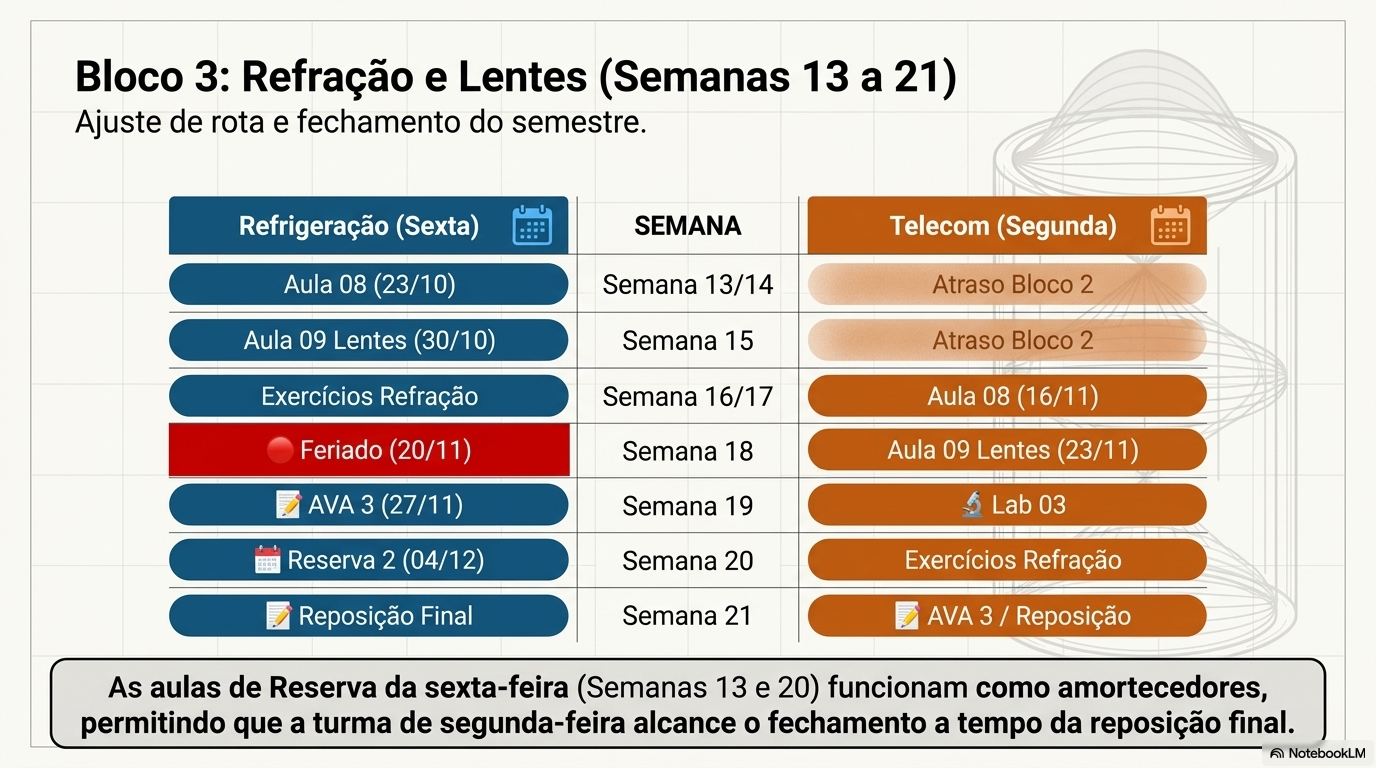 Bloco 3: Refração e Lentes (Semanas 13 a 21)
Ajuste de rota e fechamento do semestre.
Refrigeração (Sexta) SEMANA Telecom (Segunda)
Aula 08 (23/10) Semana 13/14 Atraso Bloco 2
Aula 09 Lentes (30/10) Semana 15 Atraso Bloco 2
Exercícios Refração Semana 16/17 Aula 08 (16/11)
Feriado (20/11) Semana 18 Aula 09 Lentes (23/11)
AVA 3 (27/11) Semana 19 Lab 03
Reserva 2 (04/12) Semana 20 Exercícios Refração
Reposição Final Semana 21 AVA 3 / Reposição
As aulas de Reserva da sexta-feira (Semanas 13 e 20) funcionam como amortecedores,
permitindo que a turma de segunda-feira alcance o fechamento a tempo da reposição final.
NotebookLM